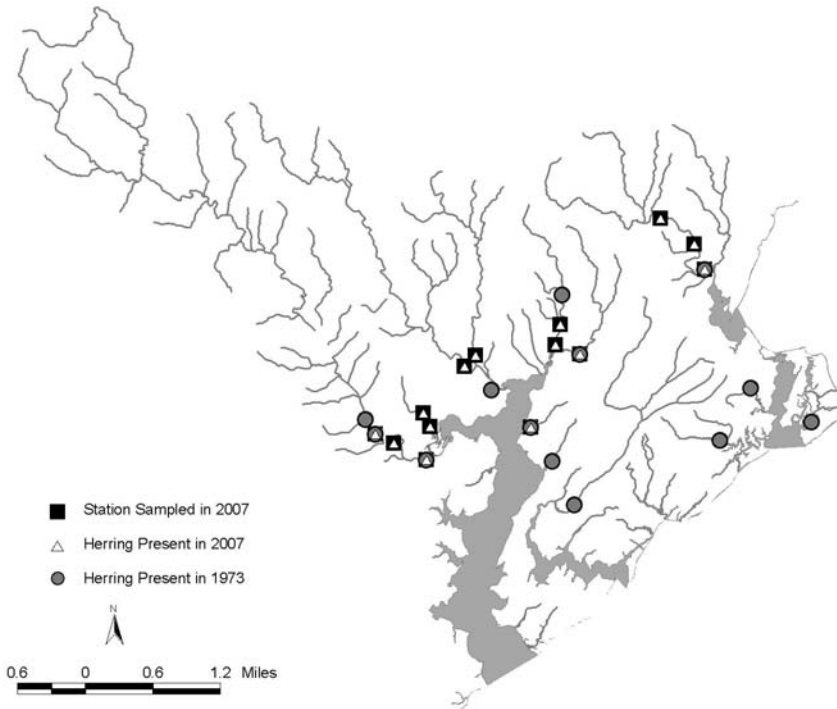 Station Sampled in 2007
Herring Present in 2007
Herring Present in 1973
N
0.6 0 0.6 1.2 Miles